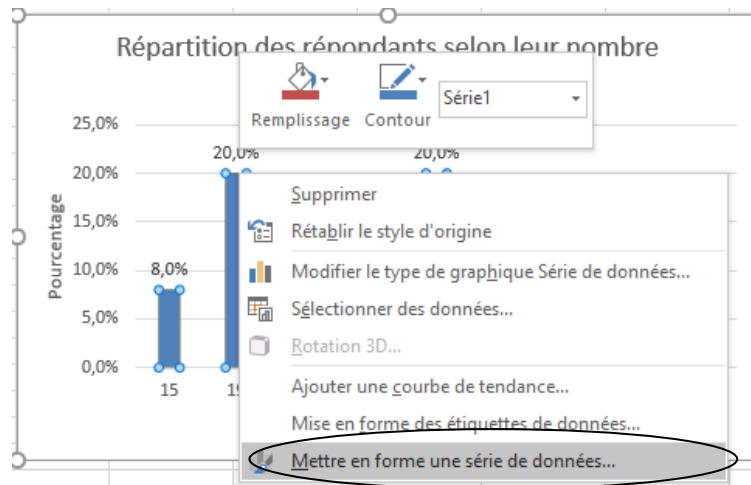 Répartition des répondants selon leur nombre
Remplissage
Contour
Série1
25,0%
20,0%
20,0%
20,0%
Pourcentage
15,0%
10,0%
8,0%
5,0%
0,0%
15
Supprimer
Rétablir le style d'origine
Modifier le type de graphique Série de données...
Sélectionner des données...
Rotation 3D...
Ajouter une courbe de tendance...
Mise en forme des étiquettes de données...
Mettre en forme une série de données...